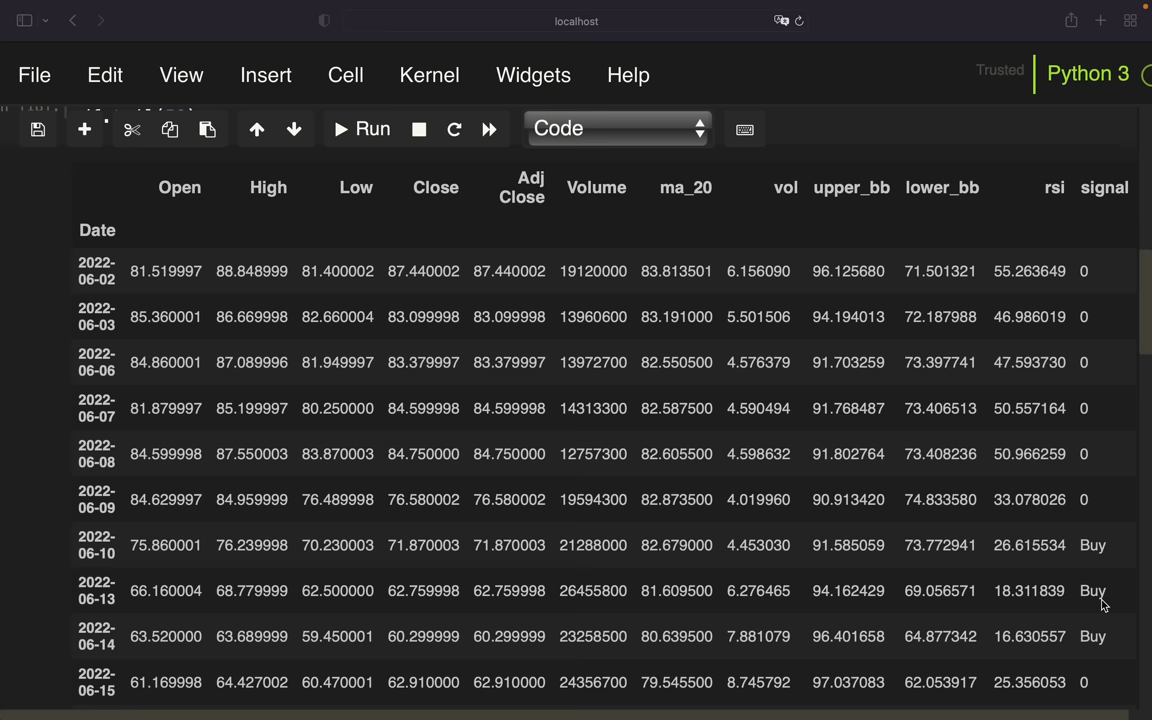 localhost
File Edit View Insert Cell Kernel Widgets Help Trusted Python 3
Run Code
Open High Low Close Adj Close Volume ma_20 vol upper_bb lower_bb rsi signal
Date
2022-06-02 81.519997 88.848999 81.400002 87.440002 87.440002 19120000 83.813501 6.156090 96.125680 71.501321 55.263649 0
2022-06-03 85.360001 86.669998 82.660004 83.099998 83.099998 13960600 83.191000 5.501506 94.194013 72.187988 46.986019 0
2022-06-06 84.860001 87.089996 81.949997 83.379997 83.379997 13972700 82.550500 4.576379 91.703259 73.397741 47.593730 0
2022-06-07 81.879997 85.199997 80.250000 84.599998 84.599998 14313300 82.587500 4.590494 91.768487 73.406513 50.557164 0
2022-06-08 84.599998 87.550003 83.870003 84.750000 84.750000 12757300 82.605500 4.598632 91.802764 73.408236 50.966259 0
2022-06-09 84.629997 84.959999 76.489998 76.580002 76.580002 19594300 82.873500 4.019960 90.913420 74.833580 33.078026 0
2022-06-10 75.860001 76.239998 70.230003 71.870003 71.870003 21288000 82.679000 4.453030 91.585059 73.772941 26.615534 Buy
2022-06-13 66.160004 68.779999 62.500000 62.759998 62.759998 26455800 81.609500 6.276465 94.162429 69.056571 18.311839 Buy
2022-06-14 63.520000 63.689999 59.450001 60.299999 60.299999 23258500 80.639500 7.881079 96.401658 64.877342 16.630557 Buy
2022-06-15 61.169998 64.427002 60.470001 62.910000 62.910000 24356700 79.545500 8.745792 97.037083 62.053917 25.356053 0